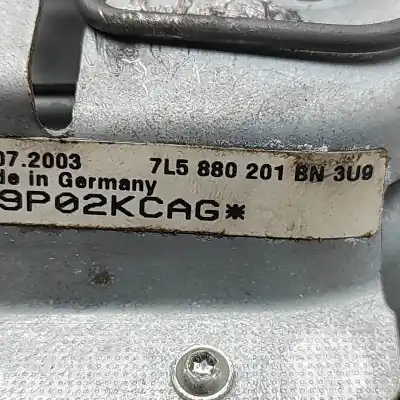 07.2003 7L5 880 201 BN 3U9
de in Germany
9P02KCAG*